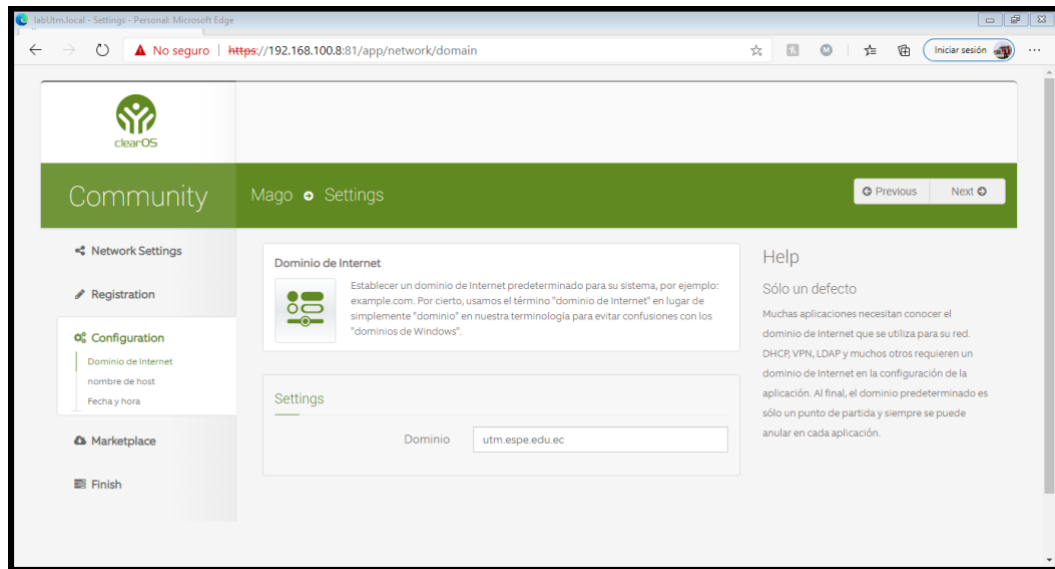 labUtm.local - Settings - Personal: Microsoft Edge
No seguro | https://192.168.100.8:81/app/network/domain
Iniciar sesión
clearOS
Community
Mago Settings
Previous
Next
Network Settings
Registration
Configuration
Dominio de Internet
nombre de host
Fecha y hora
Marketplace
Finish
Dominio de Internet
Establecer un dominio de Internet predeterminado para su sistema, por ejemplo:
example.com. Por cierto, usamos el término "dominio de Internet" en lugar de
simplemente "dominio" en nuestra terminología para evitar confusiones con los
"dominios de Windows".
Settings
Dominio
utm.espe.edu.ec
Help
Sólo un defecto
Muchas aplicaciones necesitan conocer el
dominio de Internet que se utiliza para su red.
DHCP, VPN, LDAP y muchos otros requieren un
dominio de Internet en la configuración de la
aplicación. Al final, el dominio predeterminado es
sólo un punto de partida y siempre se puede
anular en cada aplicación.